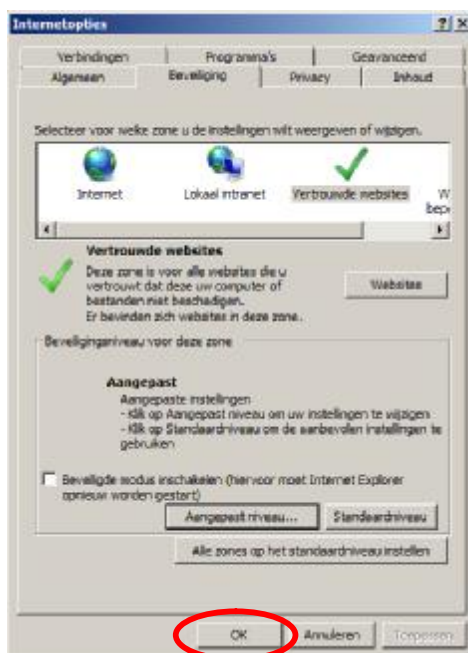 Internetopties
Verbindingen Programma's Geavanceerd
Algemeen Beveiliging Privacy Inhoud
Selecteer voor welke zone u de instellingen wilt weergeven of wijzigen.
Internet Lokaal intranet Vertrouwde websites W
bep
Vertrouwde websites
Deze zone is voor alle websites die u
vertrouwt dat deze uw computer of
bestanden niet beschadigen.
Er bevinden zich websites in deze zone.
Websites
Beveiligingsniveau voor deze zone
Aangepast
Aangepaste instellingen
- Klik op Aangepast niveau om uw instellingen te wijzigen
- Klik op Standaardniveau om de aanbevolen instellingen te
gebruiken
Beveiligde modus inschakelen (hiervoor moet Internet Explorer
opnieuw worden gestart)
Aangepast niveau... Standaardniveau
Alle zones op het standaardniveau instellen
OK Annuleren Toepassen